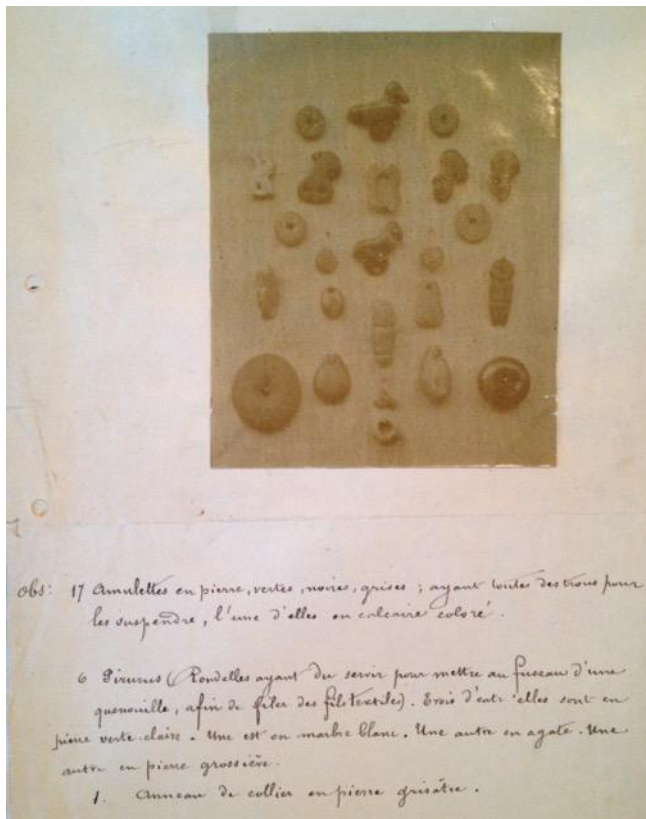 Obs: 17 Amulettes en pierre, vertes, noires, grises ; ayant toutes des trous pour
les suspendre, l'une d'elles en calcaire coloré.
6 Pirurus (Rondelles ayant du servir pour mettre au fuseau d'une
quenouille, afin de filer des fils textiles). Trois d'entr'elles sont en
pierre verte-claire. Une est en marbre blanc. Une autre en agate. Une
autre en pierre grossière.
1. Anneau de collier en pierre grisâtre.